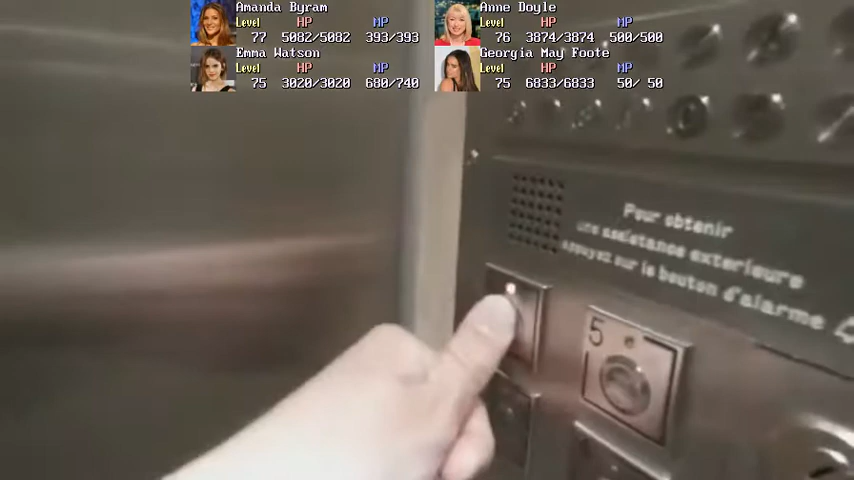 Amanda Byram
Level HP MP
77 5082/5082 393/393
Anne Doyle
Level HP MP
76 3874/3874 500/500
Emma Watson
Level HP MP
75 3020/3020 680/740
Georgia May Foote
Level HP MP
75 6833/6833 50/ 50
Pour obtenir
une assistance exterieure
appuyez sur le bouton d'alarme
5